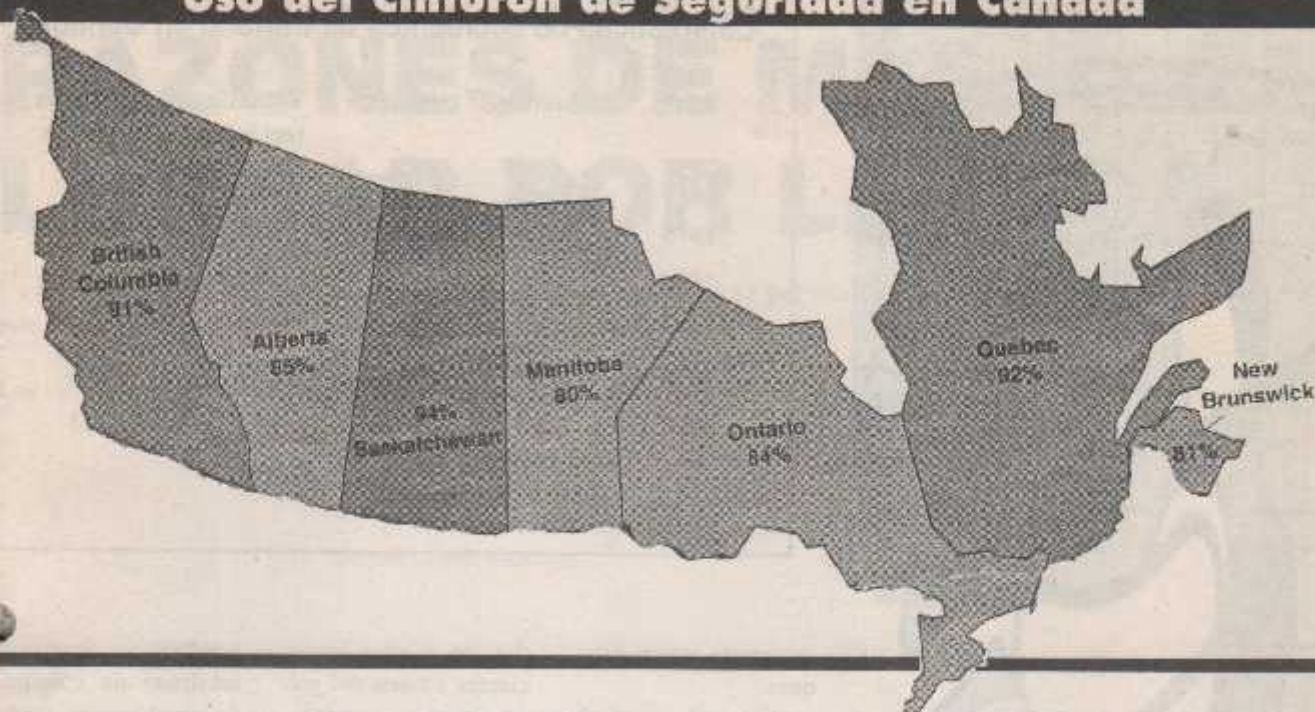 Uso del Cinturón de Seguridad en Canadá
British
Columbia
91%
Alberta
85%
94%
Saskatchewan
Manitoba
80%
Ontario
84%
Quebec
92%
New
Brunswick
81%